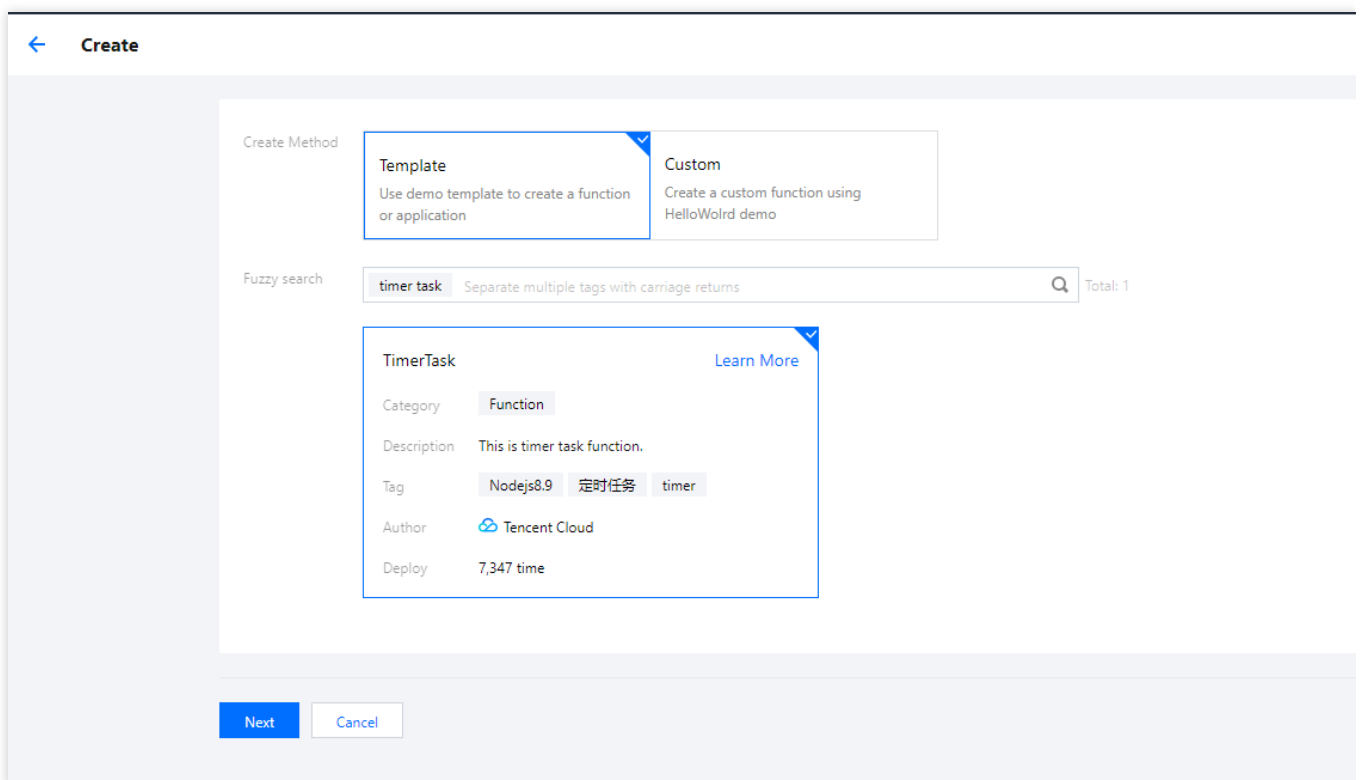 Create
Create Method
Template
Use demo template to create a function
or application
Custom
Create a custom function using
HelloWolrd demo
Fuzzy search
timer task Separate multiple tags with carriage returns
Total: 1
TimerTask
Learn More
Category Function
Description This is timer task function.
Tag Nodejs8.9 定时任务 timer
Author Tencent Cloud
Deploy 7,347 time
Next Cancel